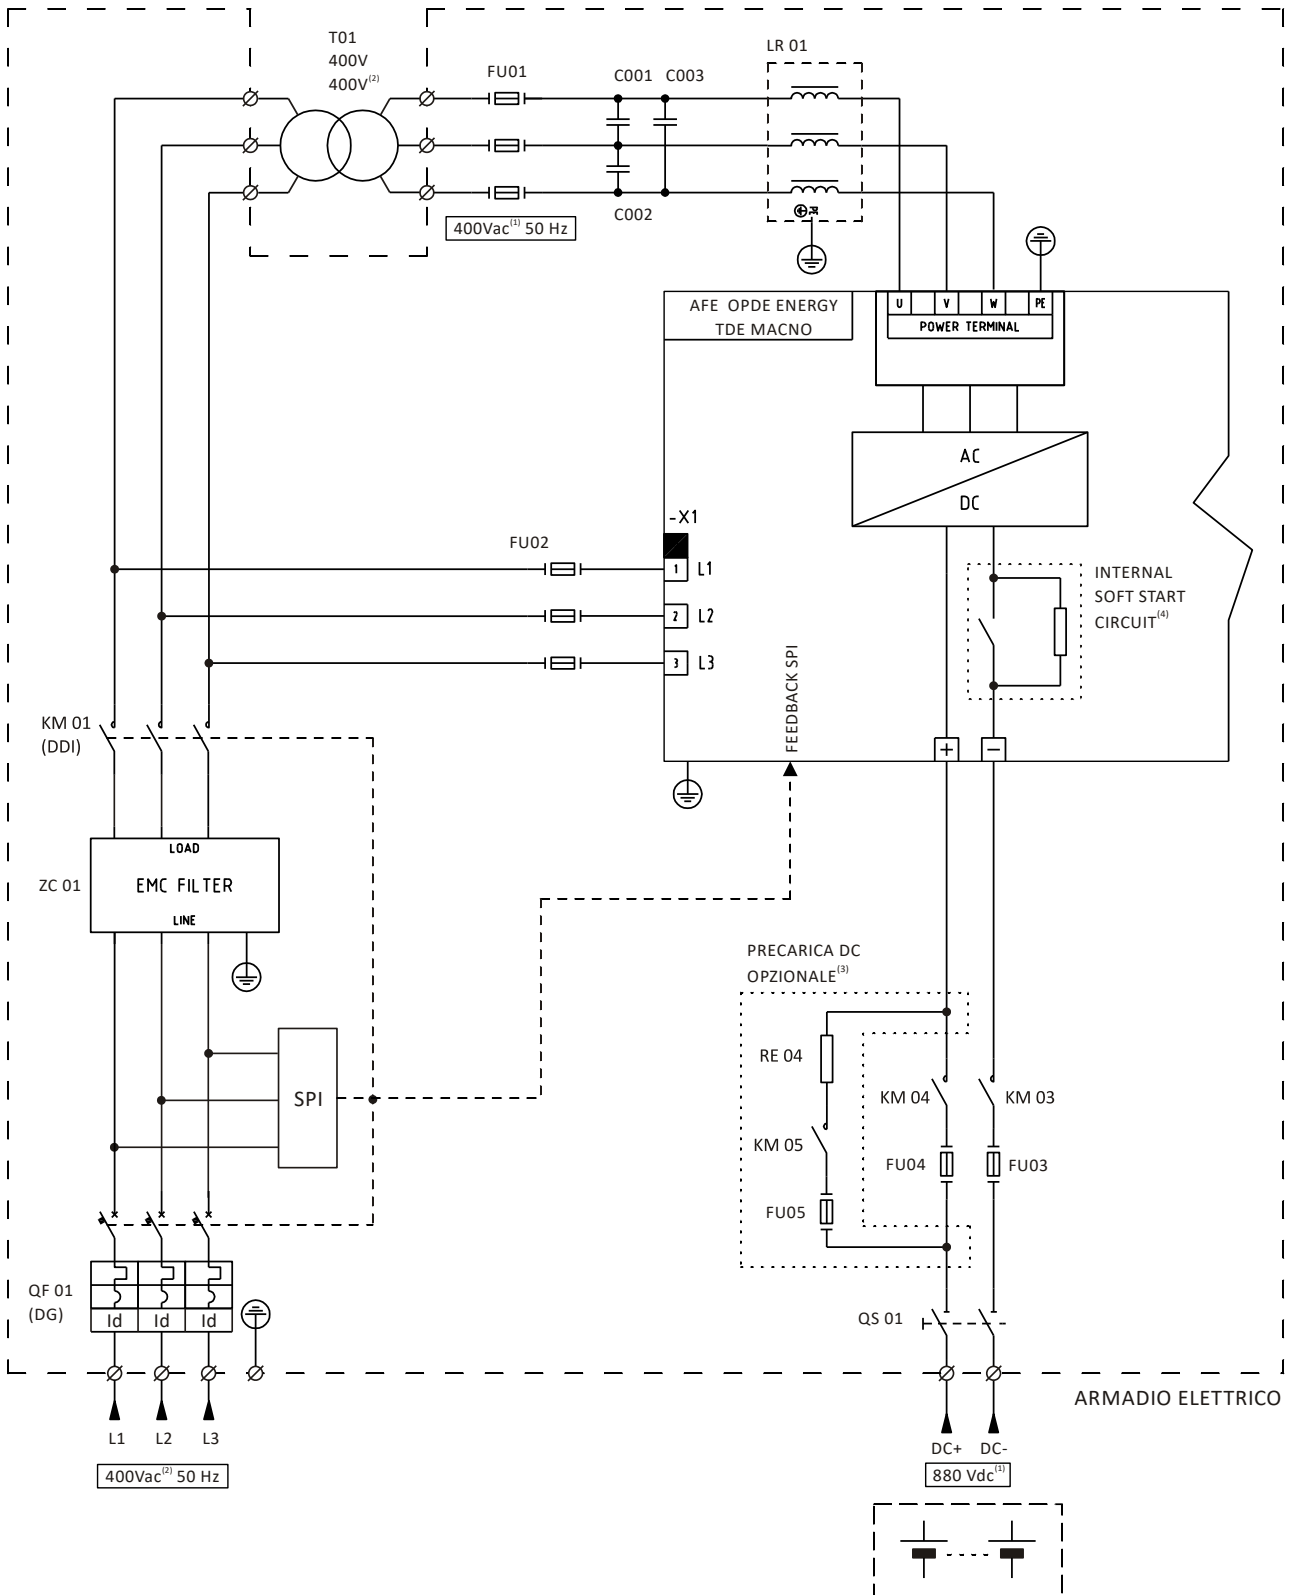 T01
400V
400V(2)
FU01
C001 C003
LR 01
C002
400Vac(1) 50 Hz
PE
AFE OPDE ENERGY
TDE MACNO
U V W PE
POWER TERMINAL
AC
DC
-X1
FU02
1 L1
2 L2
3 L3
INTERNAL
SOFT START
CIRCUIT(4)
FEEDBACK SPI
KM 01
(DDI)
+ −
LOAD
ZC 01
EMC FILTER
LINE
PRECARICA DC
OPZIONALE(3)
RE 04
SPI
KM 04
KM 03
KM 05
FU04
FU03
FU05
QF 01
(DG)
Id Id Id
QS 01
ARMADIO ELETTRICO
L1 L2 L3
DC+ DC-
400Vac(2) 50 Hz
880 Vdc(1)